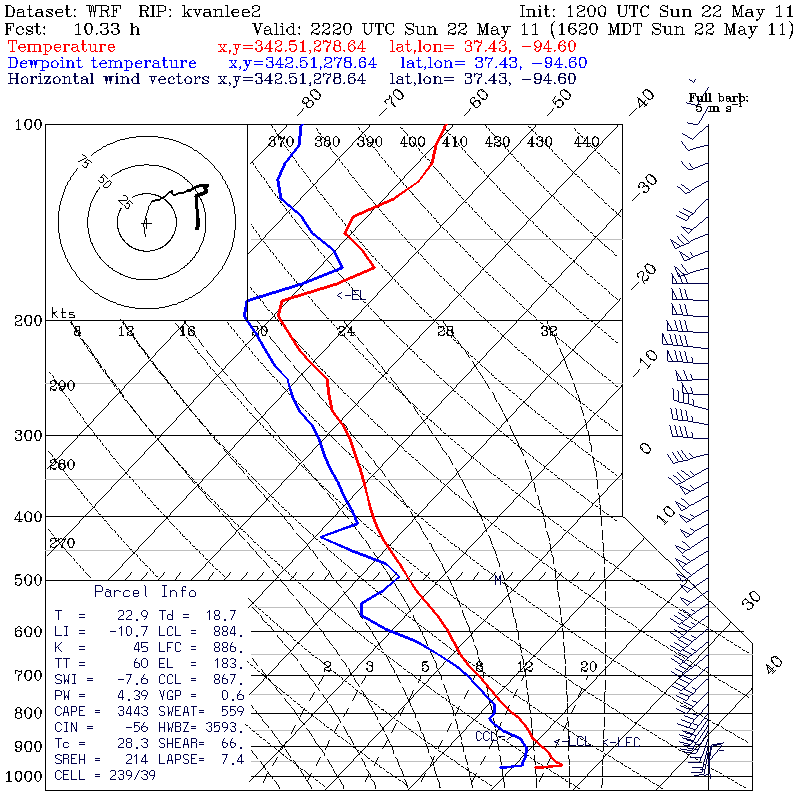 Dataset: WRF  RIP: kvanlee2    Init: 1200 UTC Sun 22 May 11
Fcst:   10.33 h    Valid: 2220 UTC Sun 22 May 11 (1620 MDT Sun 22 May 11)
Temperature    x,y=342.51,278.64    lat,lon= 37.43, -94.60
Dewpoint temperature    x,y=342.51,278.64    lat,lon= 37.43, -94.60
Horizontal wind vectors    x,y=342.51,278.64    lat,lon= 37.43, -94.60
-80 -70 -60 -50 -40
Full barb:
5 m s⁻¹
100
370 380 390 400 410 420 430 440
75
50
25
-30
-20
<-EL
kts
200
8 12 16 20 24 28 32
-10
290
300
0
280
400
10
270
500
M
30
Parcel Info
T = 22.9 Td = 18.7
LI = -10.7 LCL = 884.
600
K = 45 LFC = 886.
TT = 60 EL = 183.
2 3 5 8 12 20
40
700
SWI = -7.6 CCL = 867.
PW = 4.39 VGP = 0.6
800
CAPE = 3443 SWEAT= 559
CIN = -56 HWBZ= 3593.
CCL-> <-LCL <-LFC
900
Tc = 28.3 SHEAR= 66.
SREH = 214 LAPSE= 7.4
1000
CELL = 239/39